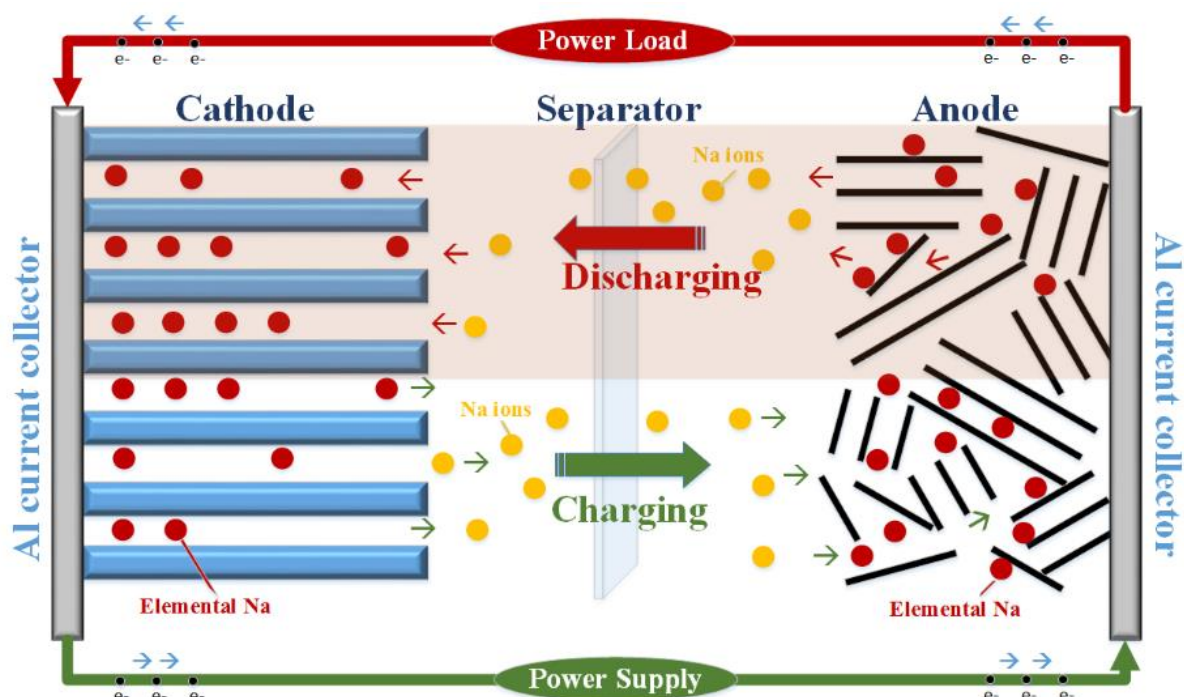 Power Load
e- e- e- e- e- e-
Cathode Separator Anode
Na ions
Discharging
Al current collector
Al current collector
Na ions
Charging
Elemental Na
Elemental Na
Power Supply
e- e- e- e- e- e-